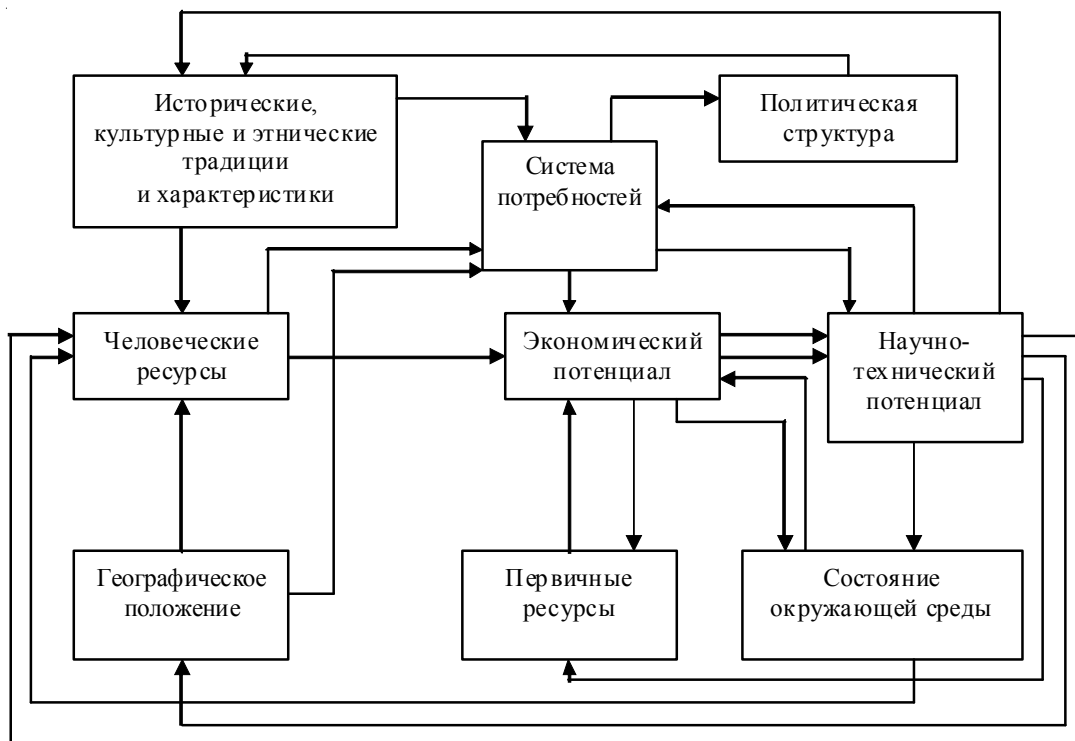 Исторические,
культурные и этнические
традиции
и характеристики
Политическая
структура
Система
потребностей
Человеческие
ресурсы
Экономический
потенциал
Научно-
технический
потенциал
Географическое
положение
Первичные
ресурсы
Состояние
окружающей среды